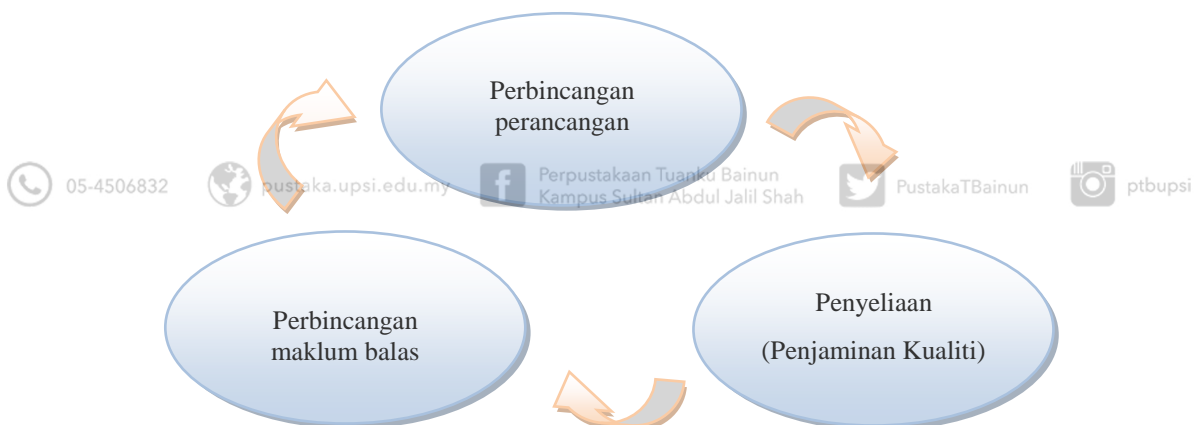 Perbincangan
perancangan
05-4506832
pustaka.upsi.edu.my
f
Perpustakaan Tuanku Bainun
Kampus Sultan Abdul Jalil Shah
PustakaTBainun
ptbupsi
Perbincangan
maklum balas
Penyeliaan
(Penjaminan Kualiti)